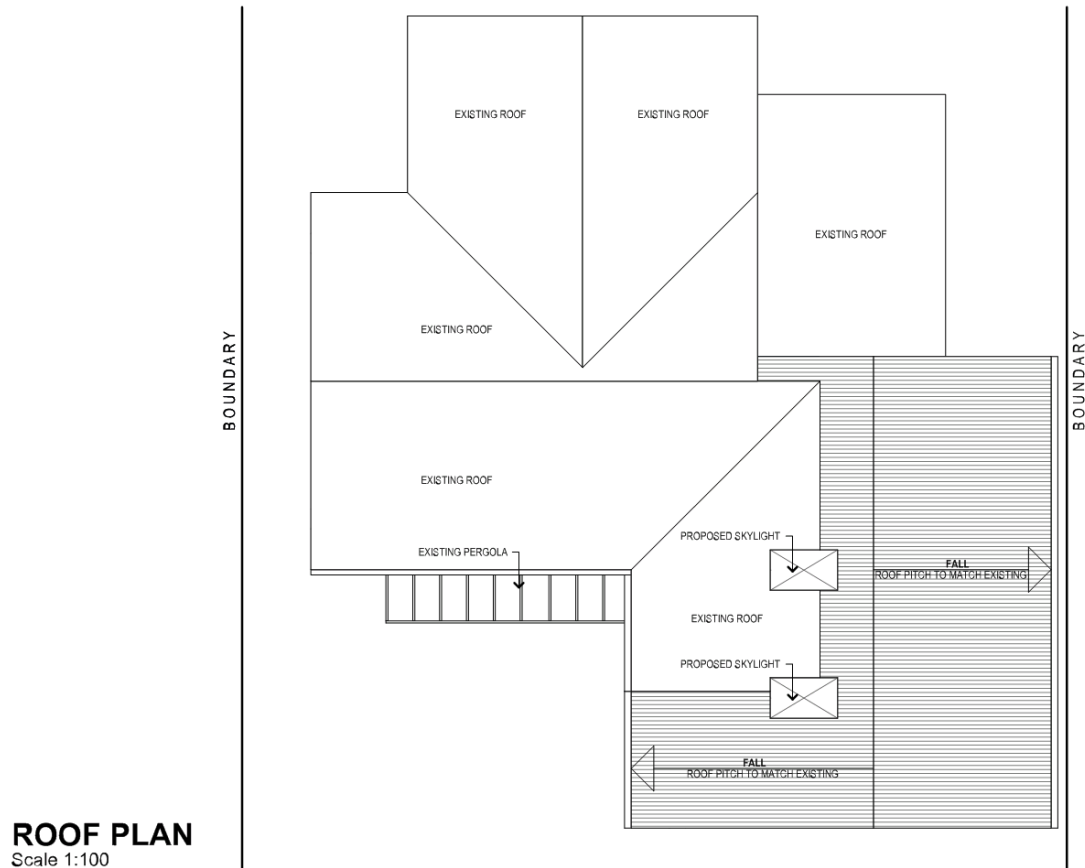 EXISTING ROOF
EXISTING ROOF
EXISTING ROOF
EXISTING ROOF
BOUNDARY
BOUNDARY
EXISTING ROOF
EXISTING PERGOLA
PROPOSED SKYLIGHT
FALL
ROOF PITCH TO MATCH EXISTING
EXISTING ROOF
PROPOSED SKYLIGHT
FALL
ROOF PITCH TO MATCH EXISTING
ROOF PLAN
Scale 1:100